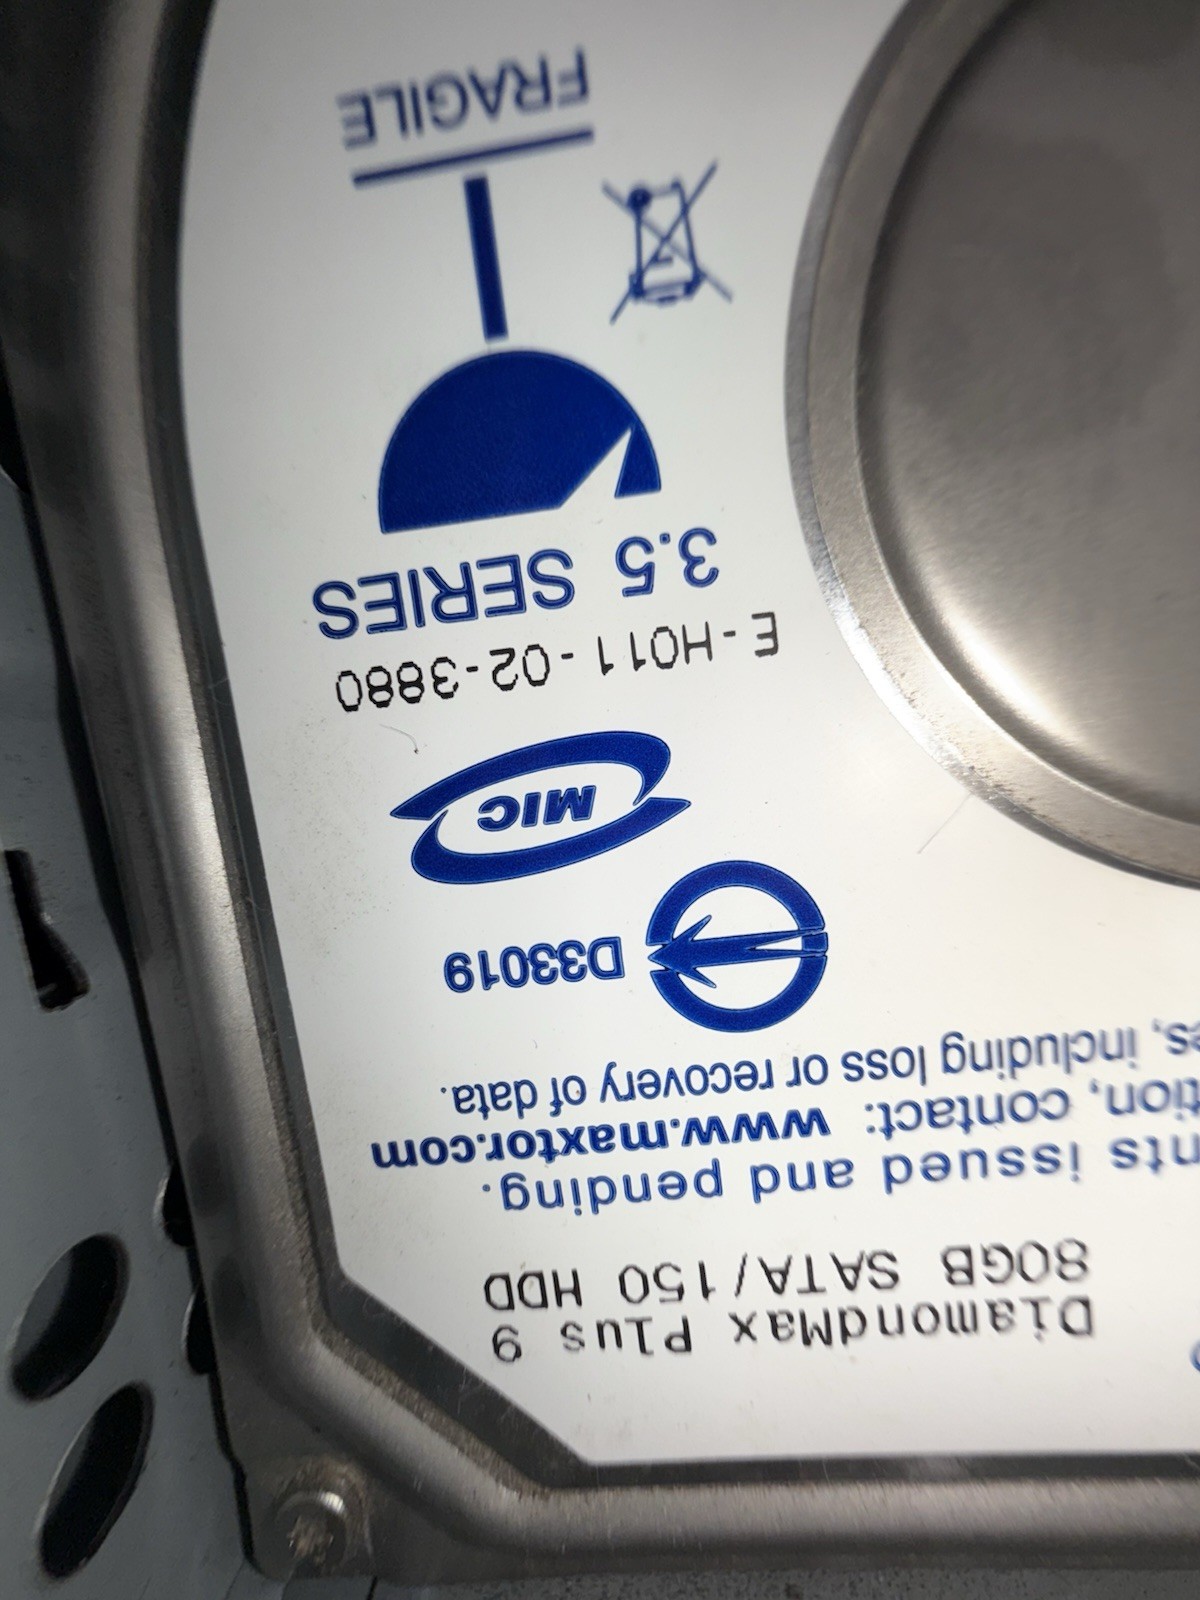 DiamondMax Plus 9
80GB SATA/150 HDD
nts issued and pending.
tion, contact: www.maxtor.com
es, including loss or recovery of data.
D33019
MIC
E-H011-02-3880
3.5 SERIES
FRAGILE